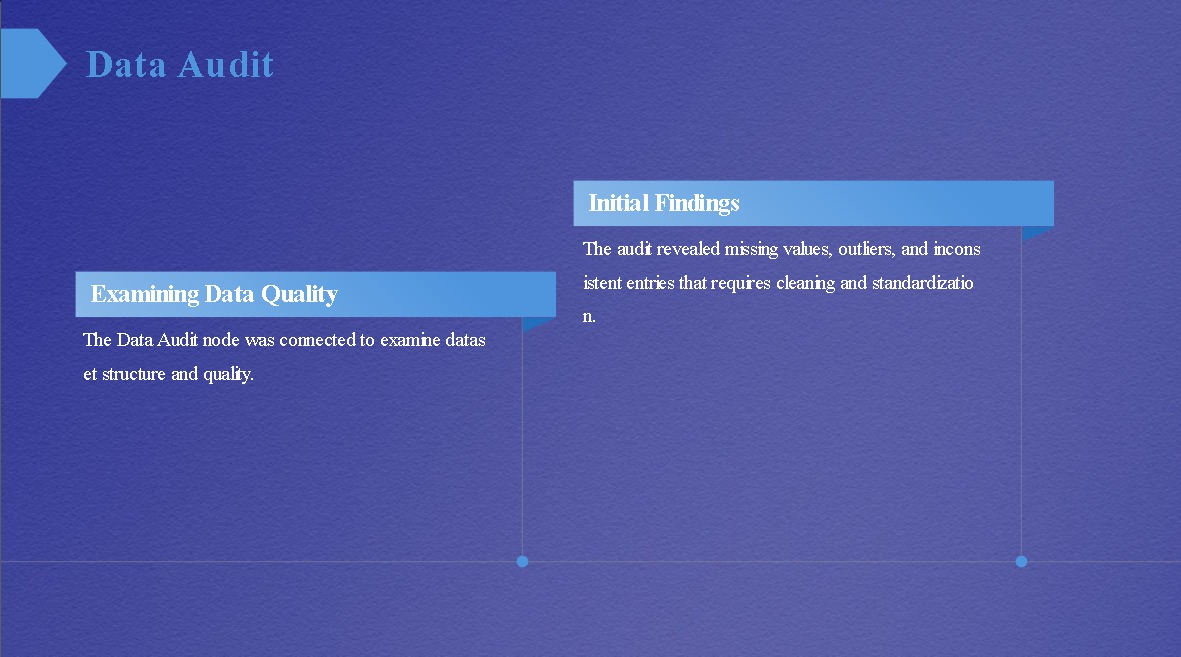 Data Audit
Examining Data Quality
The Data Audit node was connected to examine datas
et structure and quality.
Initial Findings
The audit revealed missing values, outliers, and incons
istent entries that requires cleaning and standardizatio
n.